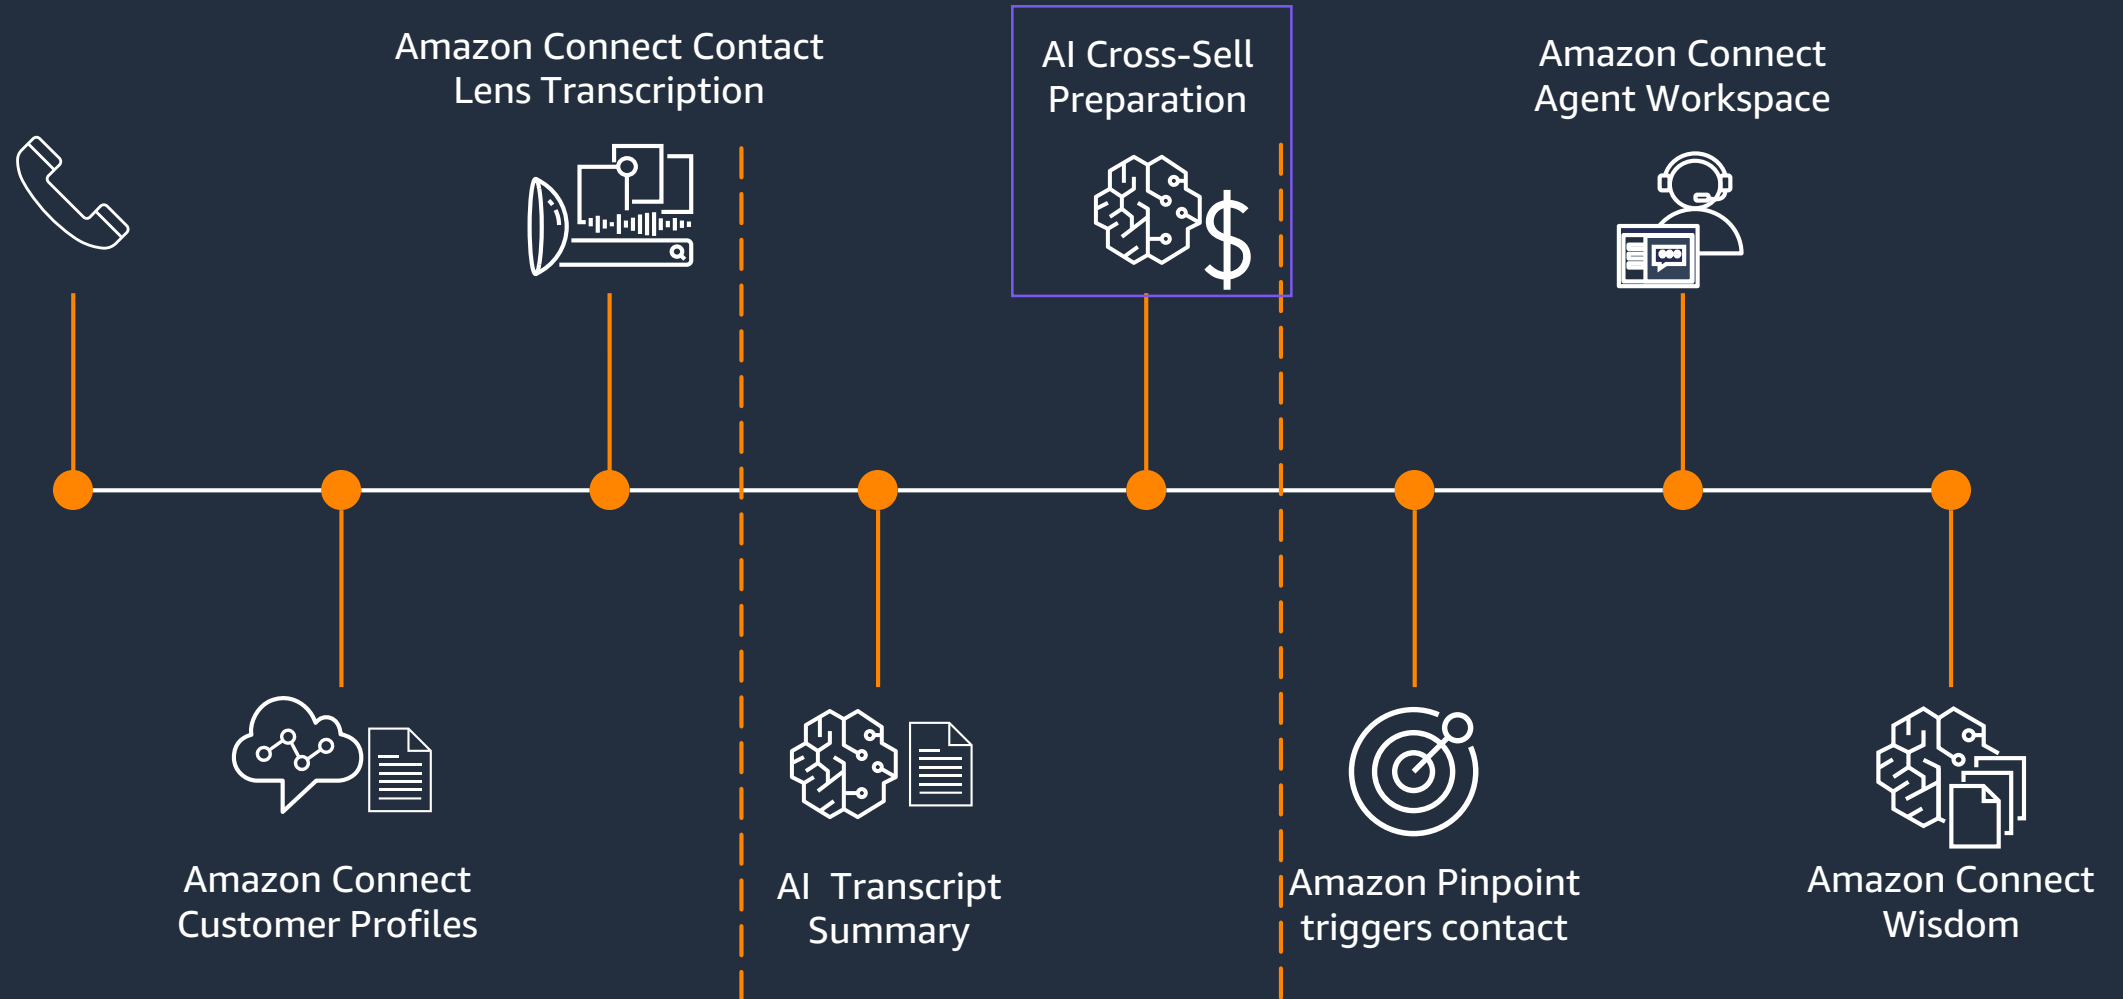 Amazon Connect Contact
Lens Transcription
AI Cross-Sell
Preparation
Amazon Connect
Agent Workspace
Amazon Connect
Customer Profiles
AI  Transcript
Summary
Amazon Pinpoint
triggers contact
Amazon Connect
Wisdom